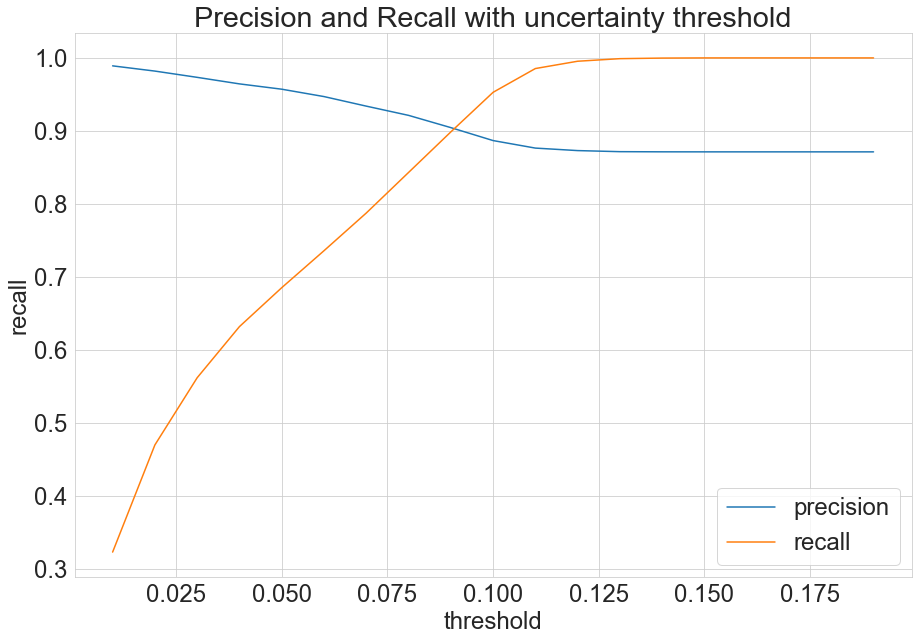 Precision and Recall with uncertainty threshold
1.0
0.9
0.8
0.7
0.6
0.5
0.4
0.3
recall
precision
recall
0.025 0.050 0.075 0.100 0.125 0.150 0.175
threshold